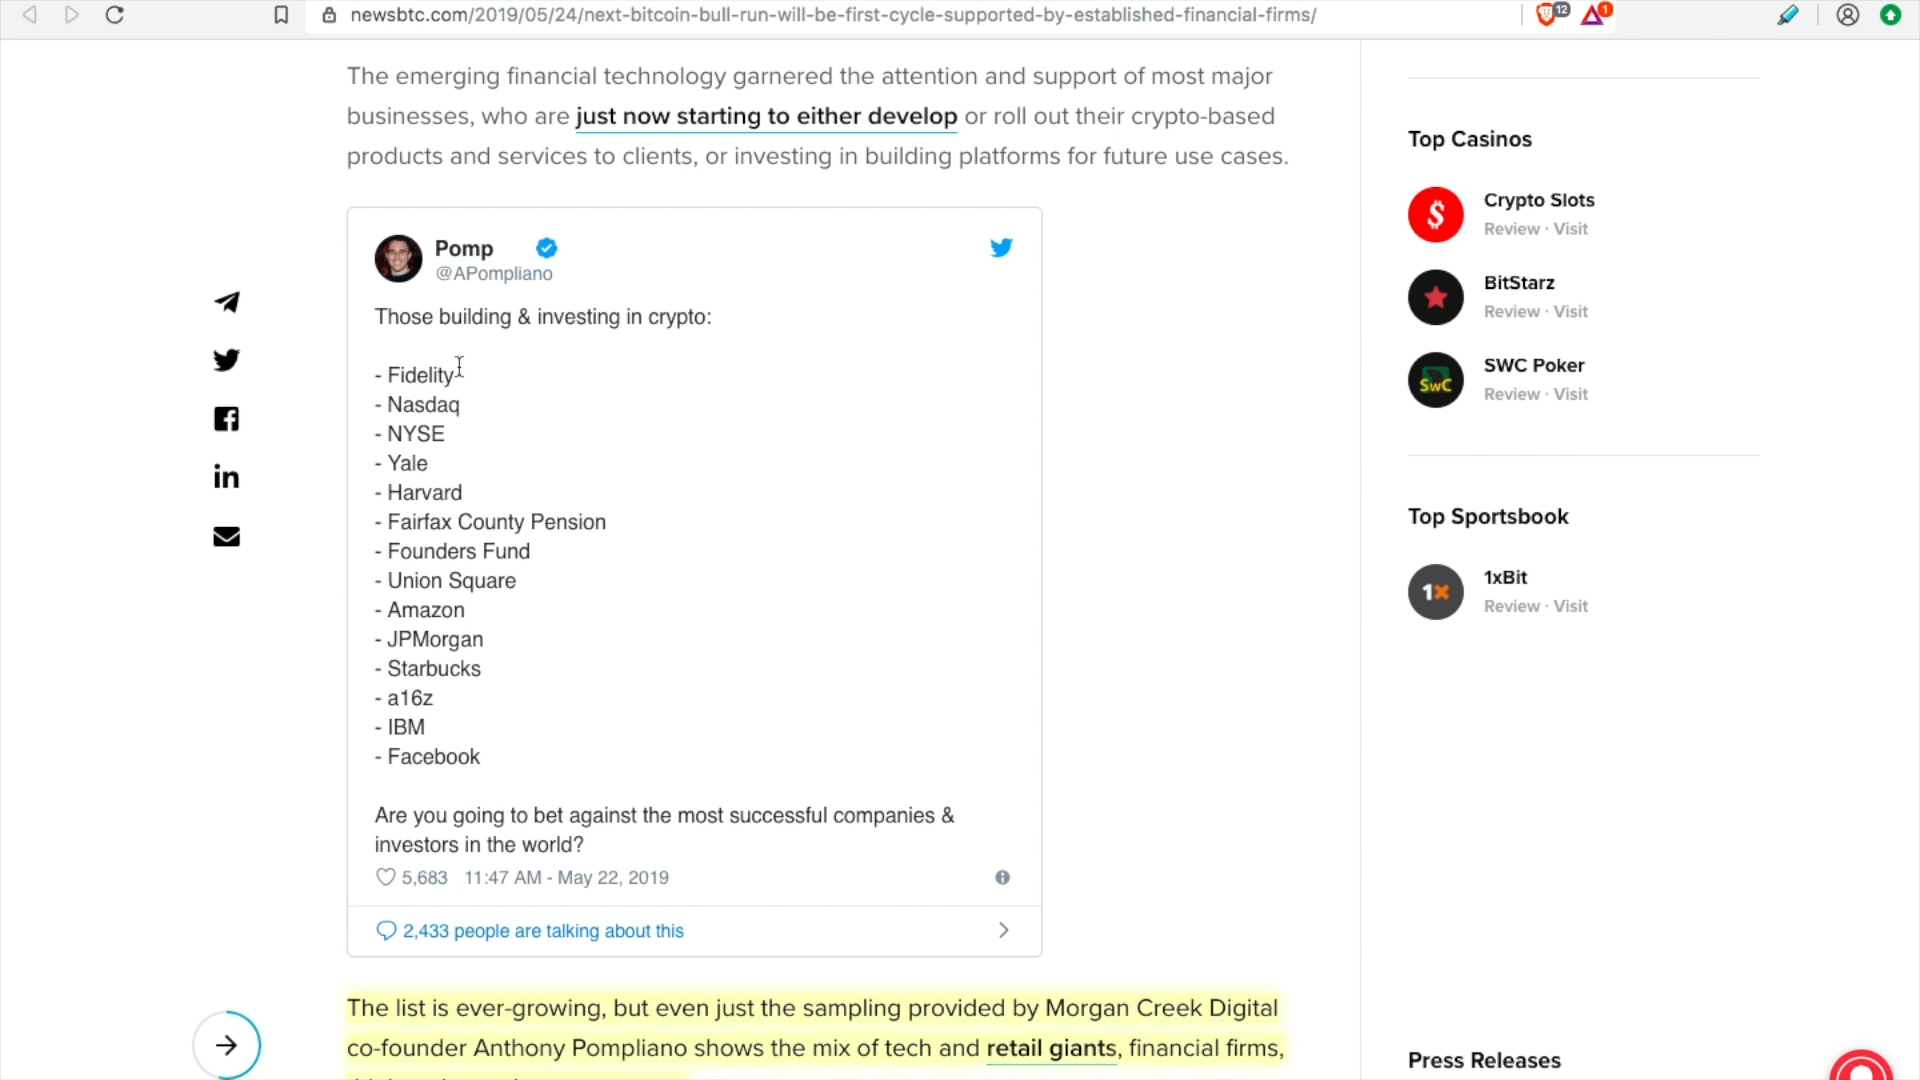 newsbtc.com/2019/05/24/next-bitcoin-bull-run-will-be-first-cycle-supported-by-established-financial-firms/
12
1
The emerging financial technology garnered the attention and support of most major
businesses, who are just now starting to either develop or roll out their crypto-based
products and services to clients, or investing in building platforms for future use cases.
Pomp
@APompliano
Those building & investing in crypto:
- Fidelity
- Nasdaq
- NYSE
- Yale
- Harvard
- Fairfax County Pension
- Founders Fund
- Union Square
- Amazon
- JPMorgan
- Starbucks
- a16z
- IBM
- Facebook
Are you going to bet against the most successful companies &
investors in the world?
5,683 11:47 AM - May 22, 2019
2,433 people are talking about this
The list is ever-growing, but even just the sampling provided by Morgan Creek Digital
co-founder Anthony Pompliano shows the mix of tech and retail giants, financial firms,
Top Casinos
Crypto Slots
Review · Visit
BitStarz
Review · Visit
SwC
SWC Poker
Review · Visit
Top Sportsbook
1x
1xBit
Review · Visit
Press Releases